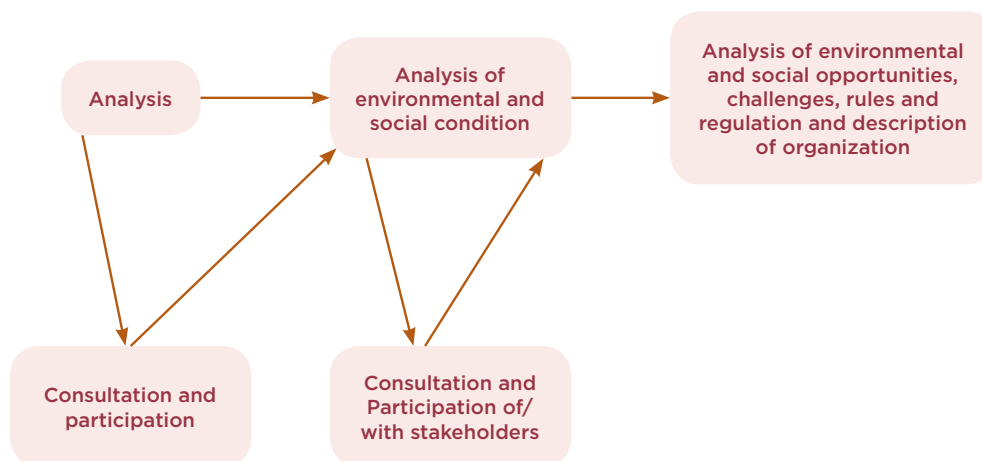 Analysis
Analysis of
environmental and
social condition
Analysis of environmental
and social opportunities,
challenges, rules and
regulation and description
of organization
Consultation and
participation
Consultation and
Participation of/
with stakeholders